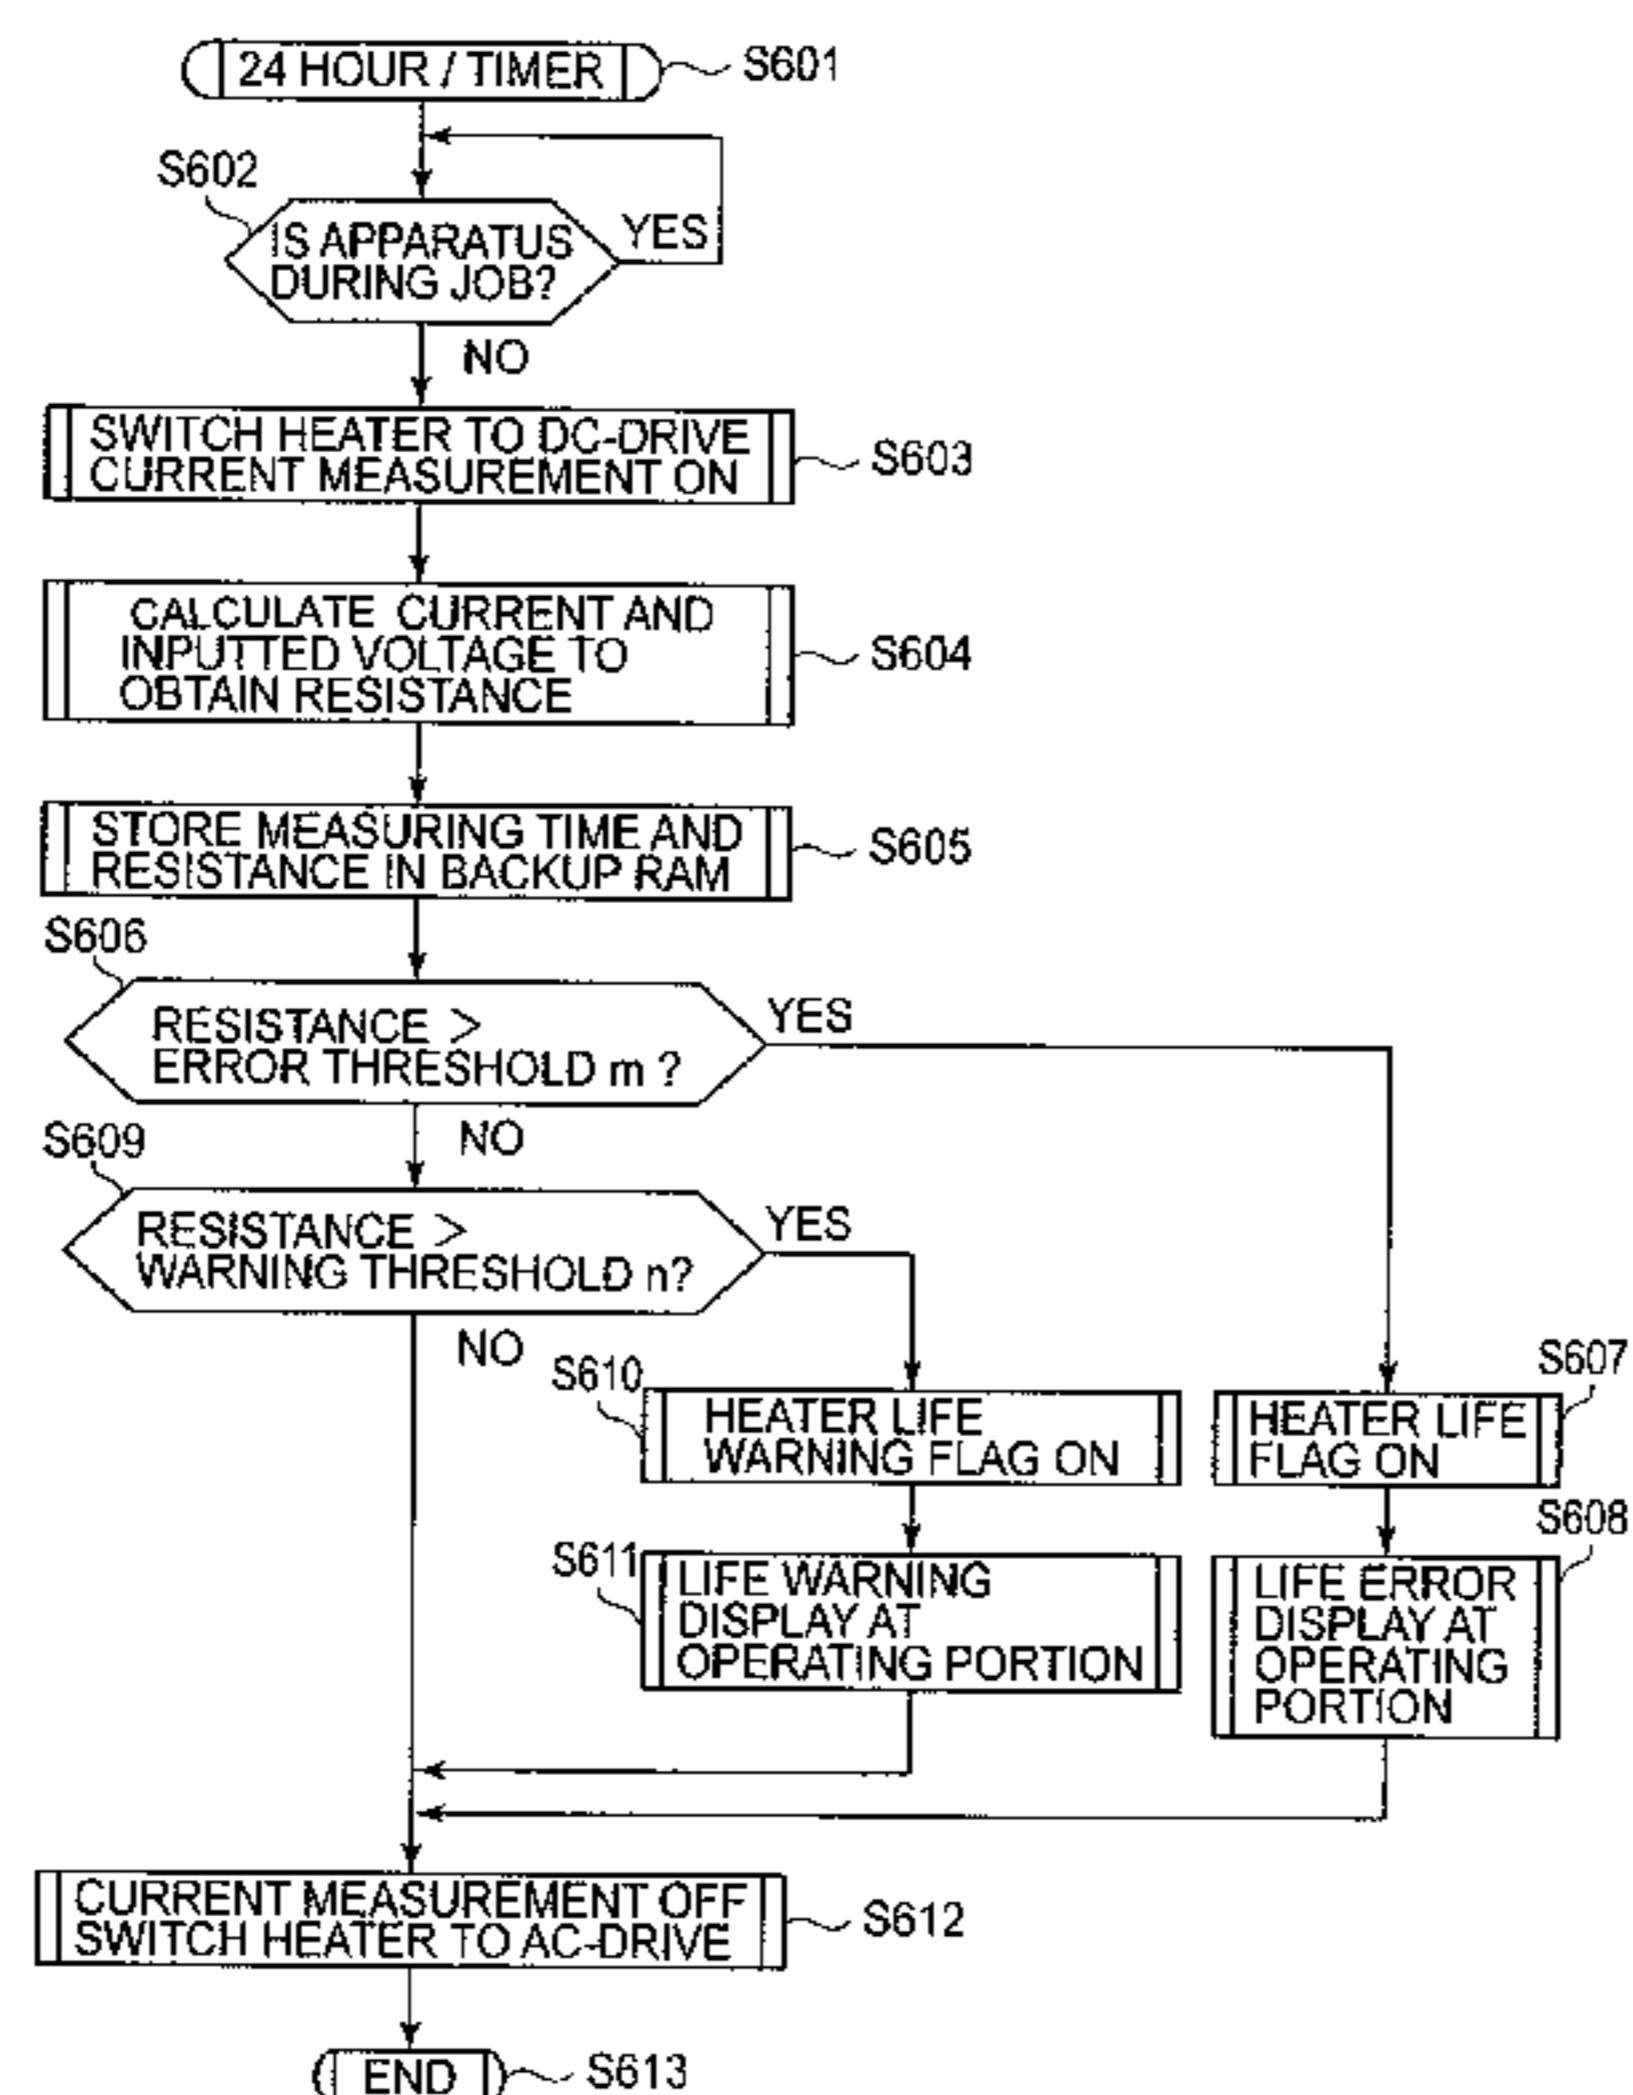 24 HOUR / TIMER
S601
S602
IS APPARATUS
DURING JOB?
YES
NO
SWITCH HEATER TO DC-DRIVE
CURRENT MEASUREMENT ON
S603
CALCULATE CURRENT AND
INPUTTED VOLTAGE TO
OBTAIN RESISTANCE
S604
STORE MEASURING TIME AND
RESISTANCE IN BACKUP RAM
S605
S606
RESISTANCE >
ERROR THRESHOLD m ?
YES
NO
S609
RESISTANCE >
WARNING THRESHOLD n?
YES
NO
S610
HEATER LIFE
WARNING FLAG ON
S607
HEATER LIFE
FLAG ON
S611
LIFE WARNING
DISPLAY AT
OPERATING PORTION
S608
LIFE ERROR
DISPLAY AT
OPERATING
PORTION
CURRENT MEASUREMENT OFF
SWITCH HEATER TO AC-DRIVE
S612
END
S613